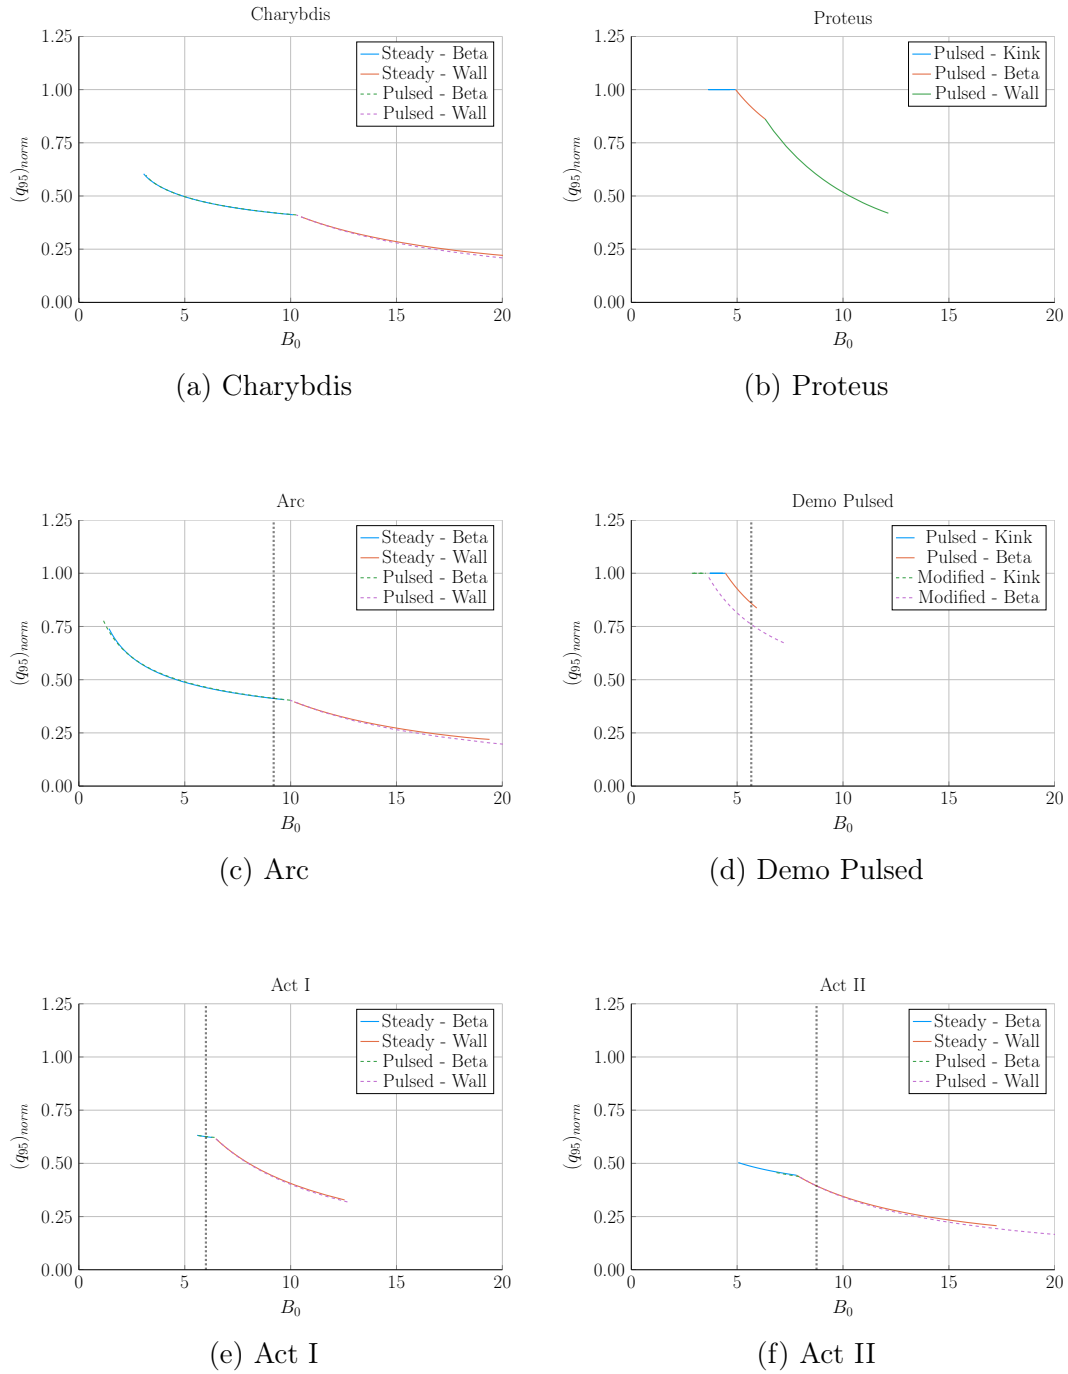 Charybdis
1.25
1.00
0.75
0.50
0.25
0.00
(q95)norm
Steady - Beta
Steady - Wall
Pulsed - Beta
Pulsed - Wall
0 5 10 15 20
B0
(a) Charybdis
Proteus
1.25
1.00
0.75
0.50
0.25
0.00
(q95)norm
Pulsed - Kink
Pulsed - Beta
Pulsed - Wall
0 5 10 15 20
B0
(b) Proteus
Arc
1.25
1.00
0.75
0.50
0.25
0.00
(q95)norm
Steady - Beta
Steady - Wall
Pulsed - Beta
Pulsed - Wall
0 5 10 15 20
B0
(c) Arc
Demo Pulsed
1.25
1.00
0.75
0.50
0.25
0.00
(q95)norm
Pulsed - Kink
Pulsed - Beta
Modified - Kink
Modified - Beta
0 5 10 15 20
B0
(d) Demo Pulsed
Act I
1.25
1.00
0.75
0.50
0.25
0.00
(q95)norm
Steady - Beta
Steady - Wall
Pulsed - Beta
Pulsed - Wall
0 5 10 15 20
B0
(e) Act I
Act II
1.25
1.00
0.75
0.50
0.25
0.00
(q95)norm
Steady - Beta
Steady - Wall
Pulsed - Beta
Pulsed - Wall
0 5 10 15 20
B0
(f) Act II